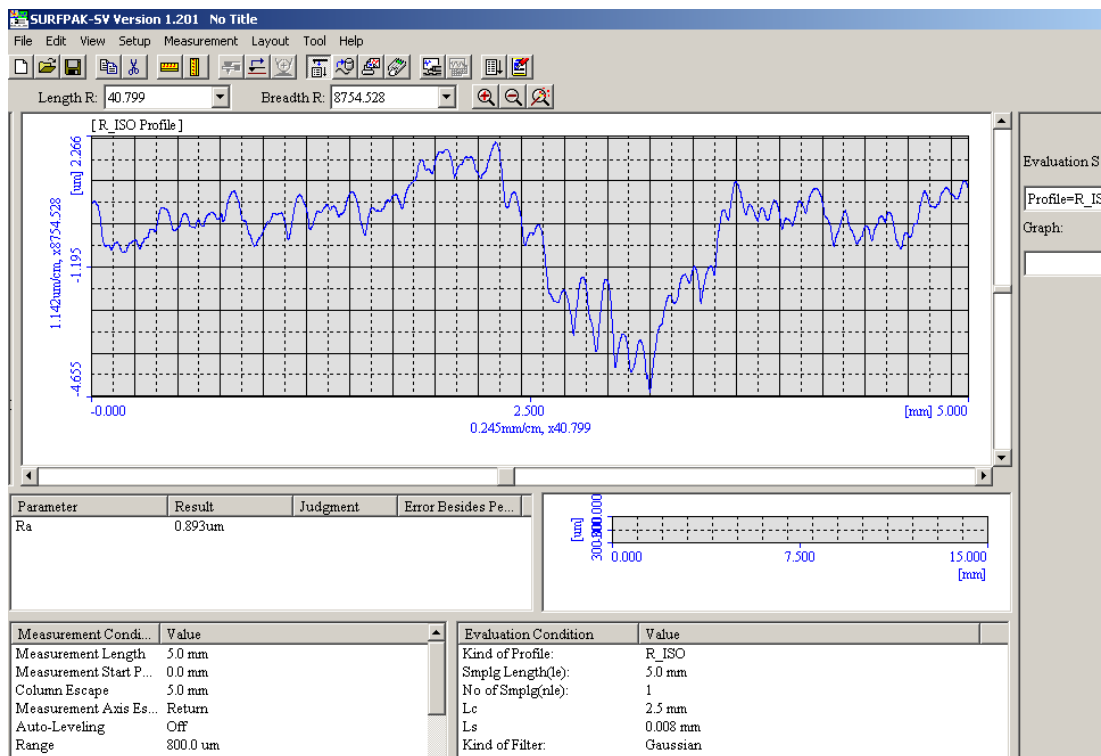 SURFPAK-SV Version 1.201 No Title
File Edit View Setup Measurement Layout Tool Help
Length R: 40.799 Breadth R: 8754.528
[ R_ISO Profile ]
2.266
[um]
-1.195
-4.655
1.142um/cm, x8754.528
-0.000 2.500 [mm] 5.000
0.245mm/cm, x40.799
Evaluation S
Profile=R_IS
Graph:
Parameter Result Judgment Error Besides Pe...
Ra 0.893um
[um]
0.000 7.500 15.000
[mm]
Measurement Condi... Value
Measurement Length 5.0 mm
Measurement Start P... 0.0 mm
Column Escape 5.0 mm
Measurement Axis Es... Return
Auto-Leveling Off
Range 800.0 um
Evaluation Condition Value
Kind of Profile: R_ISO
Smplg Length(le): 5.0 mm
No of Smplg(nle): 1
Lc 2.5 mm
Ls 0.008 mm
Kind of Filter: Gaussian